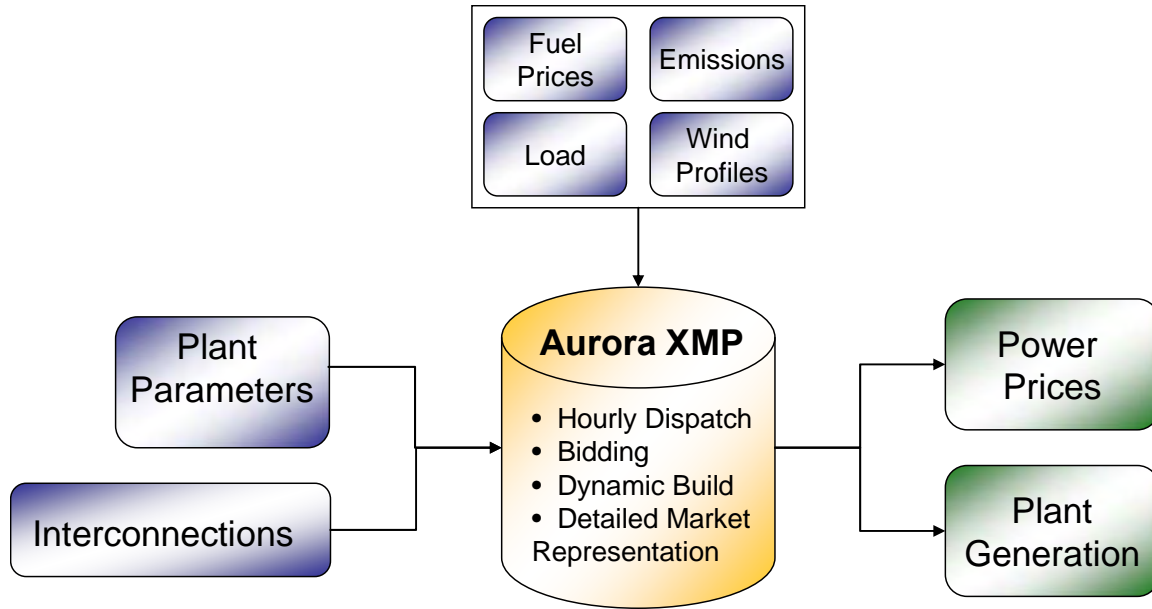 Fuel
Prices
Emissions
Load
Wind
Profiles
Plant
Parameters
Interconnections
Aurora XMP
• Hourly Dispatch
• Bidding
• Dynamic Build
• Detailed Market
Representation
Power
Prices
Plant
Generation